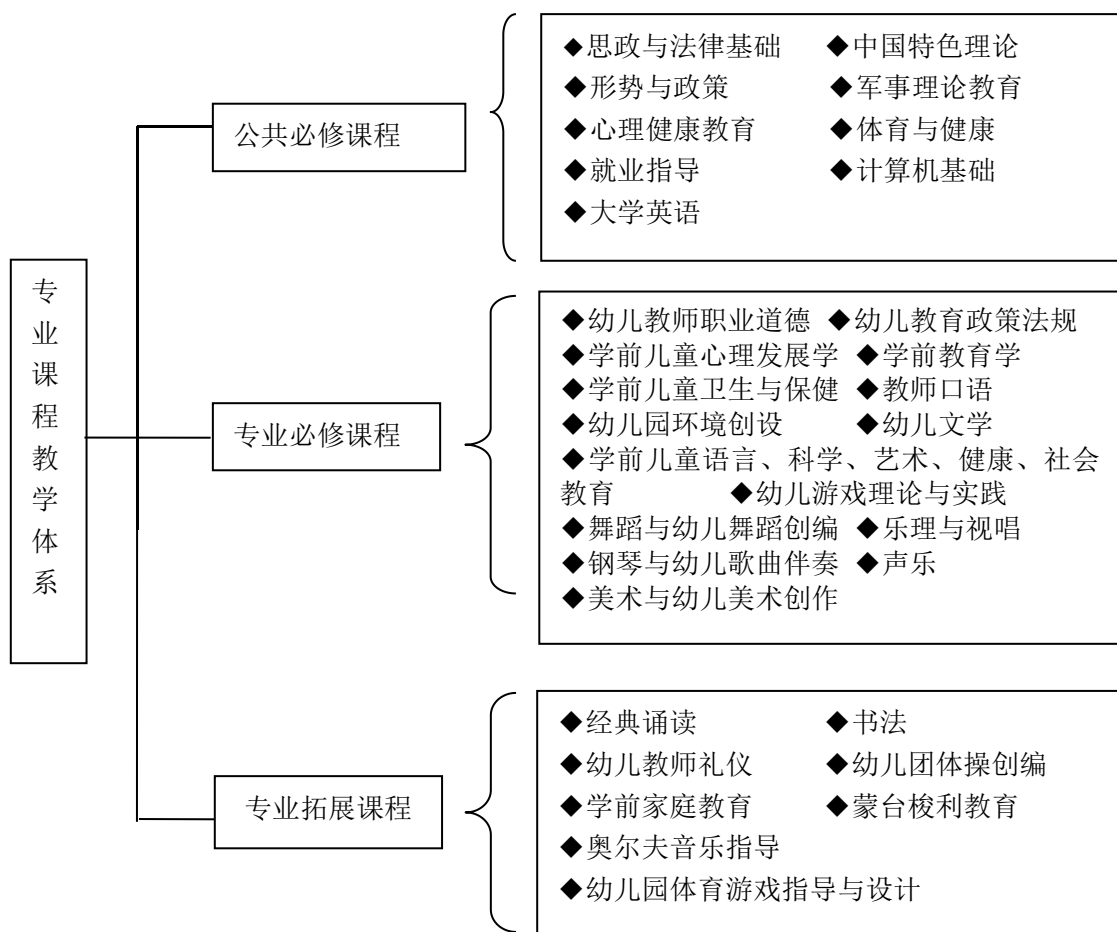 专业课程教学体系
公共必修课程
◆思政与法律基础 ◆中国特色理论
◆形势与政策 ◆军事理论教育
◆心理健康教育 ◆体育与健康
◆就业指导 ◆计算机基础
◆大学英语
专业必修课程
◆幼儿教师职业道德 ◆幼儿教育政策法规
◆学前儿童心理发展学 ◆学前教育学
◆学前儿童卫生与保健 ◆教师口语
◆幼儿园环境创设 ◆幼儿文学
◆学前儿童语言、科学、艺术、健康、社会
教育 ◆幼儿游戏理论与实践
◆舞蹈与幼儿舞蹈创编 ◆乐理与视唱
◆钢琴与幼儿歌曲伴奏 ◆声乐
◆美术与幼儿美术创作
专业拓展课程
◆经典诵读 ◆书法
◆幼儿教师礼仪 ◆幼儿团体操创编
◆学前家庭教育 ◆蒙台梭利教育
◆奥尔夫音乐指导
◆幼儿园体育游戏指导与设计